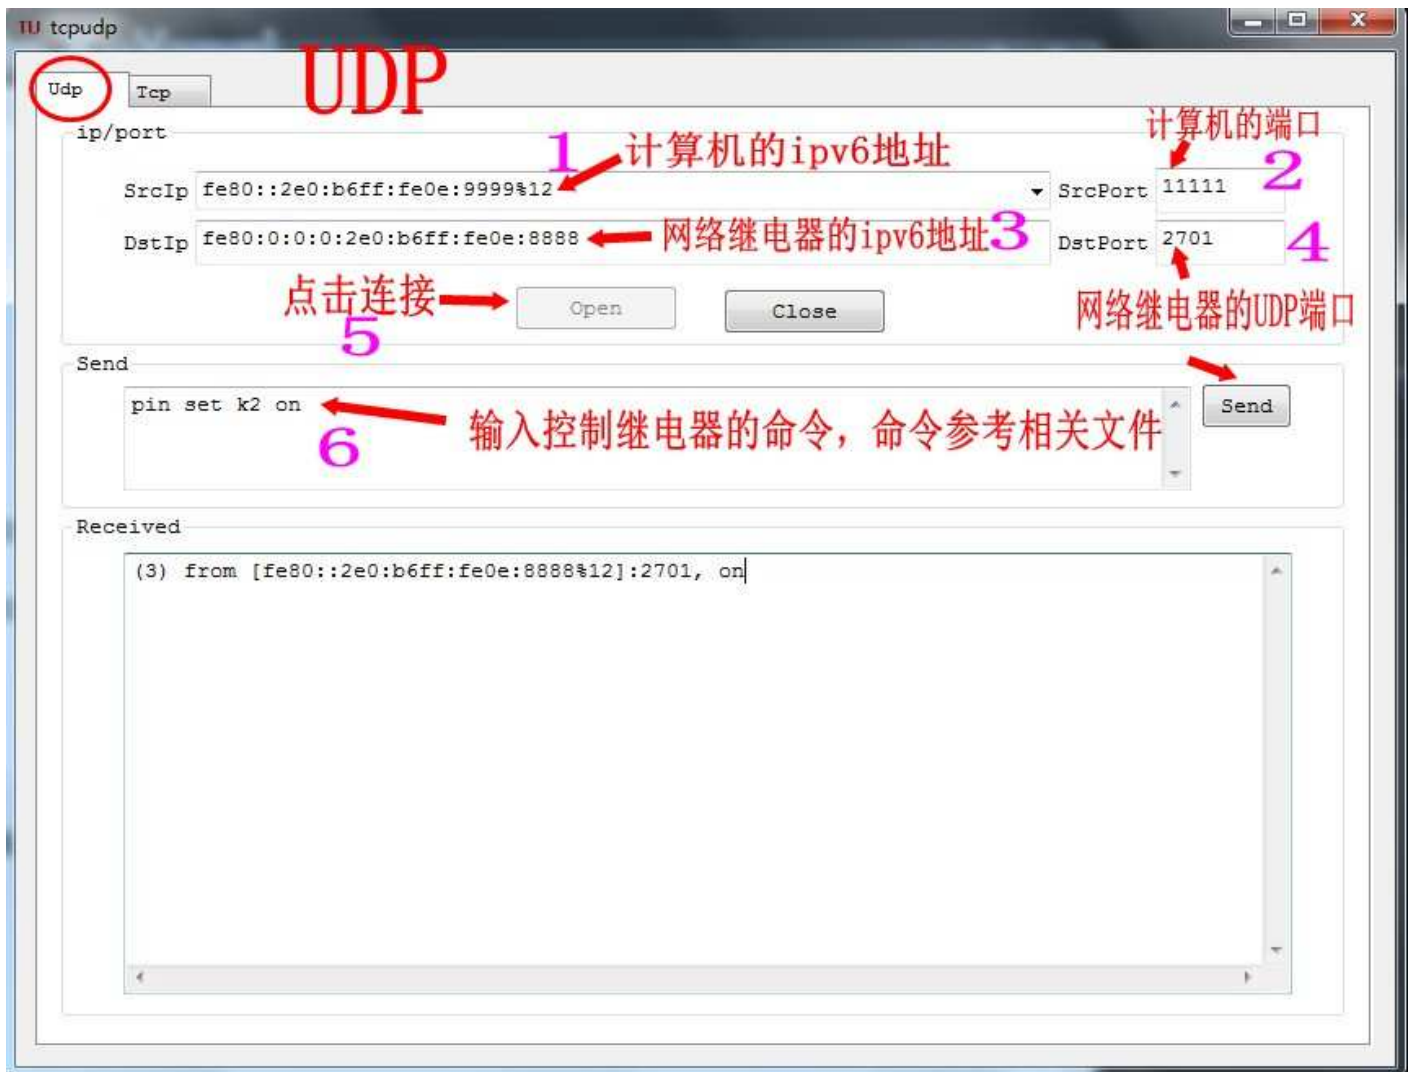 TU tcpudp
UDP
Udp
Tcp
ip/port
1
计算机的ipv6地址
计算机的端口
2
SrcIp fe80::2e0:b6ff:fe0e:9999%12
SrcPort 11111
DstIp fe80:0:0:0:2e0:b6ff:fe0e:8888
网络继电器的ipv6地址
3
DstPort 2701
4
点击连接
5
Open
Close
网络继电器的UDP端口
Send
pin set k2 on
6
输入控制继电器的命令，命令参考相关文件
Send
Received
(3) from [fe80::2e0:b6ff:fe0e:8888%12]:2701, on